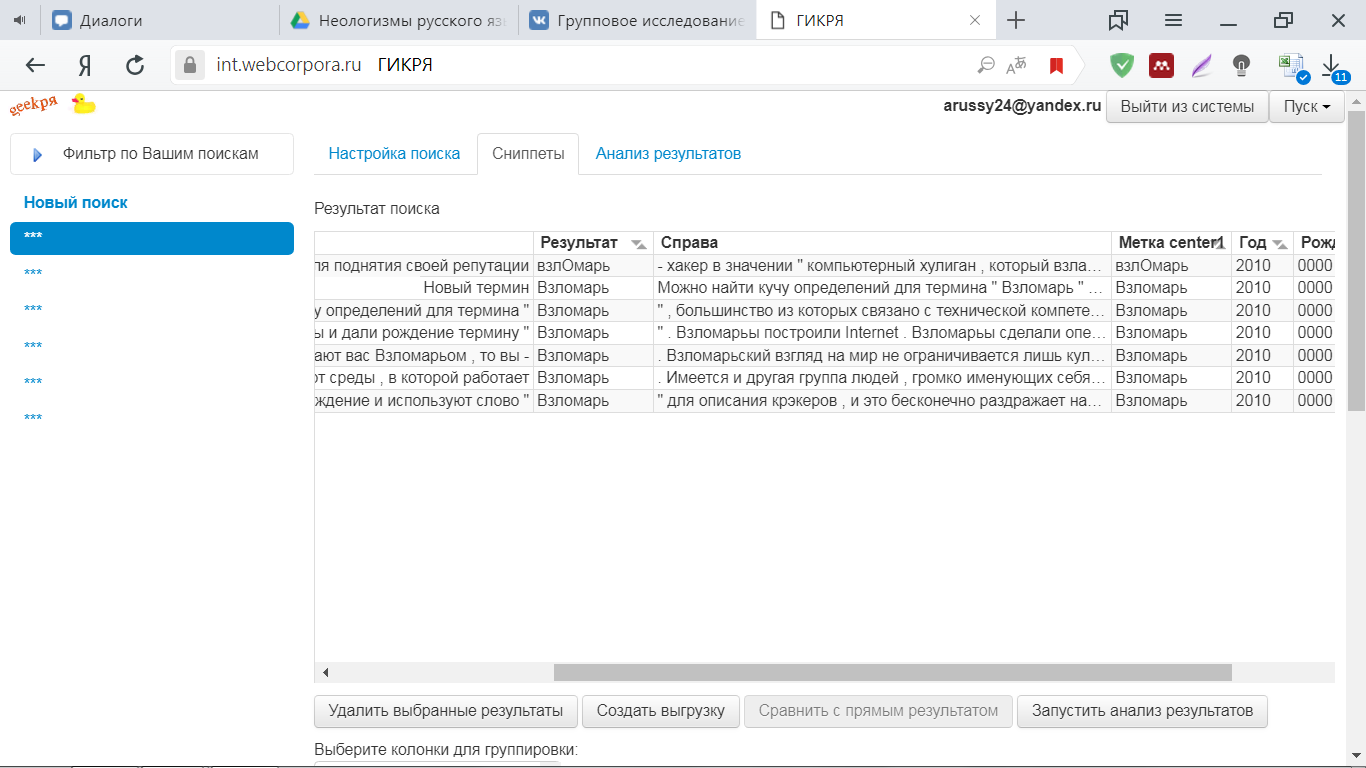 Диалоги Неологизмы русского яз Групповое исследование ГИКРЯ
Я int.webcorpora.ru ГИКРЯ 11
geekpя arussy24@yandex.ru Выйти из системы Пуск
Фильтр по Вашим поискам Настройка поиска Сниппеты Анализ результатов
Новый поиск
***
***
***
***
***
***
Результат поиска
Результат Справа Метка center1 Год Рожд
ля поднятия своей репутации взлОмарь - хакер в значении " компьютерный хулиган , который взла… взлОмарь 2010 0000
Новый термин Взломарь Можно найти кучу определений для термина " Взломарь " … Взломарь 2010 0000
у определений для термина " Взломарь " , большинство из которых связано с технической компете… Взломарь 2010 0000
ы и дали рождение термину " Взломарь " . Взломарьы построили Internet . Взломарьы сделали опе… Взломарь 2010 0000
ают вас Взломарьом , то вы - Взломарь . Взломарьский взгляд на мир не ограничивается лишь кул… Взломарь 2010 0000
от среды , в которой работает Взломарь . Имеется и другая группа людей , громко именующих себя… Взломарь 2010 0000
ждение и используют слово " Взломарь " для описания крэкеров , и это бесконечно раздражает на… Взломарь 2010 0000
Удалить выбранные результаты Создать выгрузку Сравнить с прямым результатом Запустить анализ результатов
Выберите колонки для группировки: